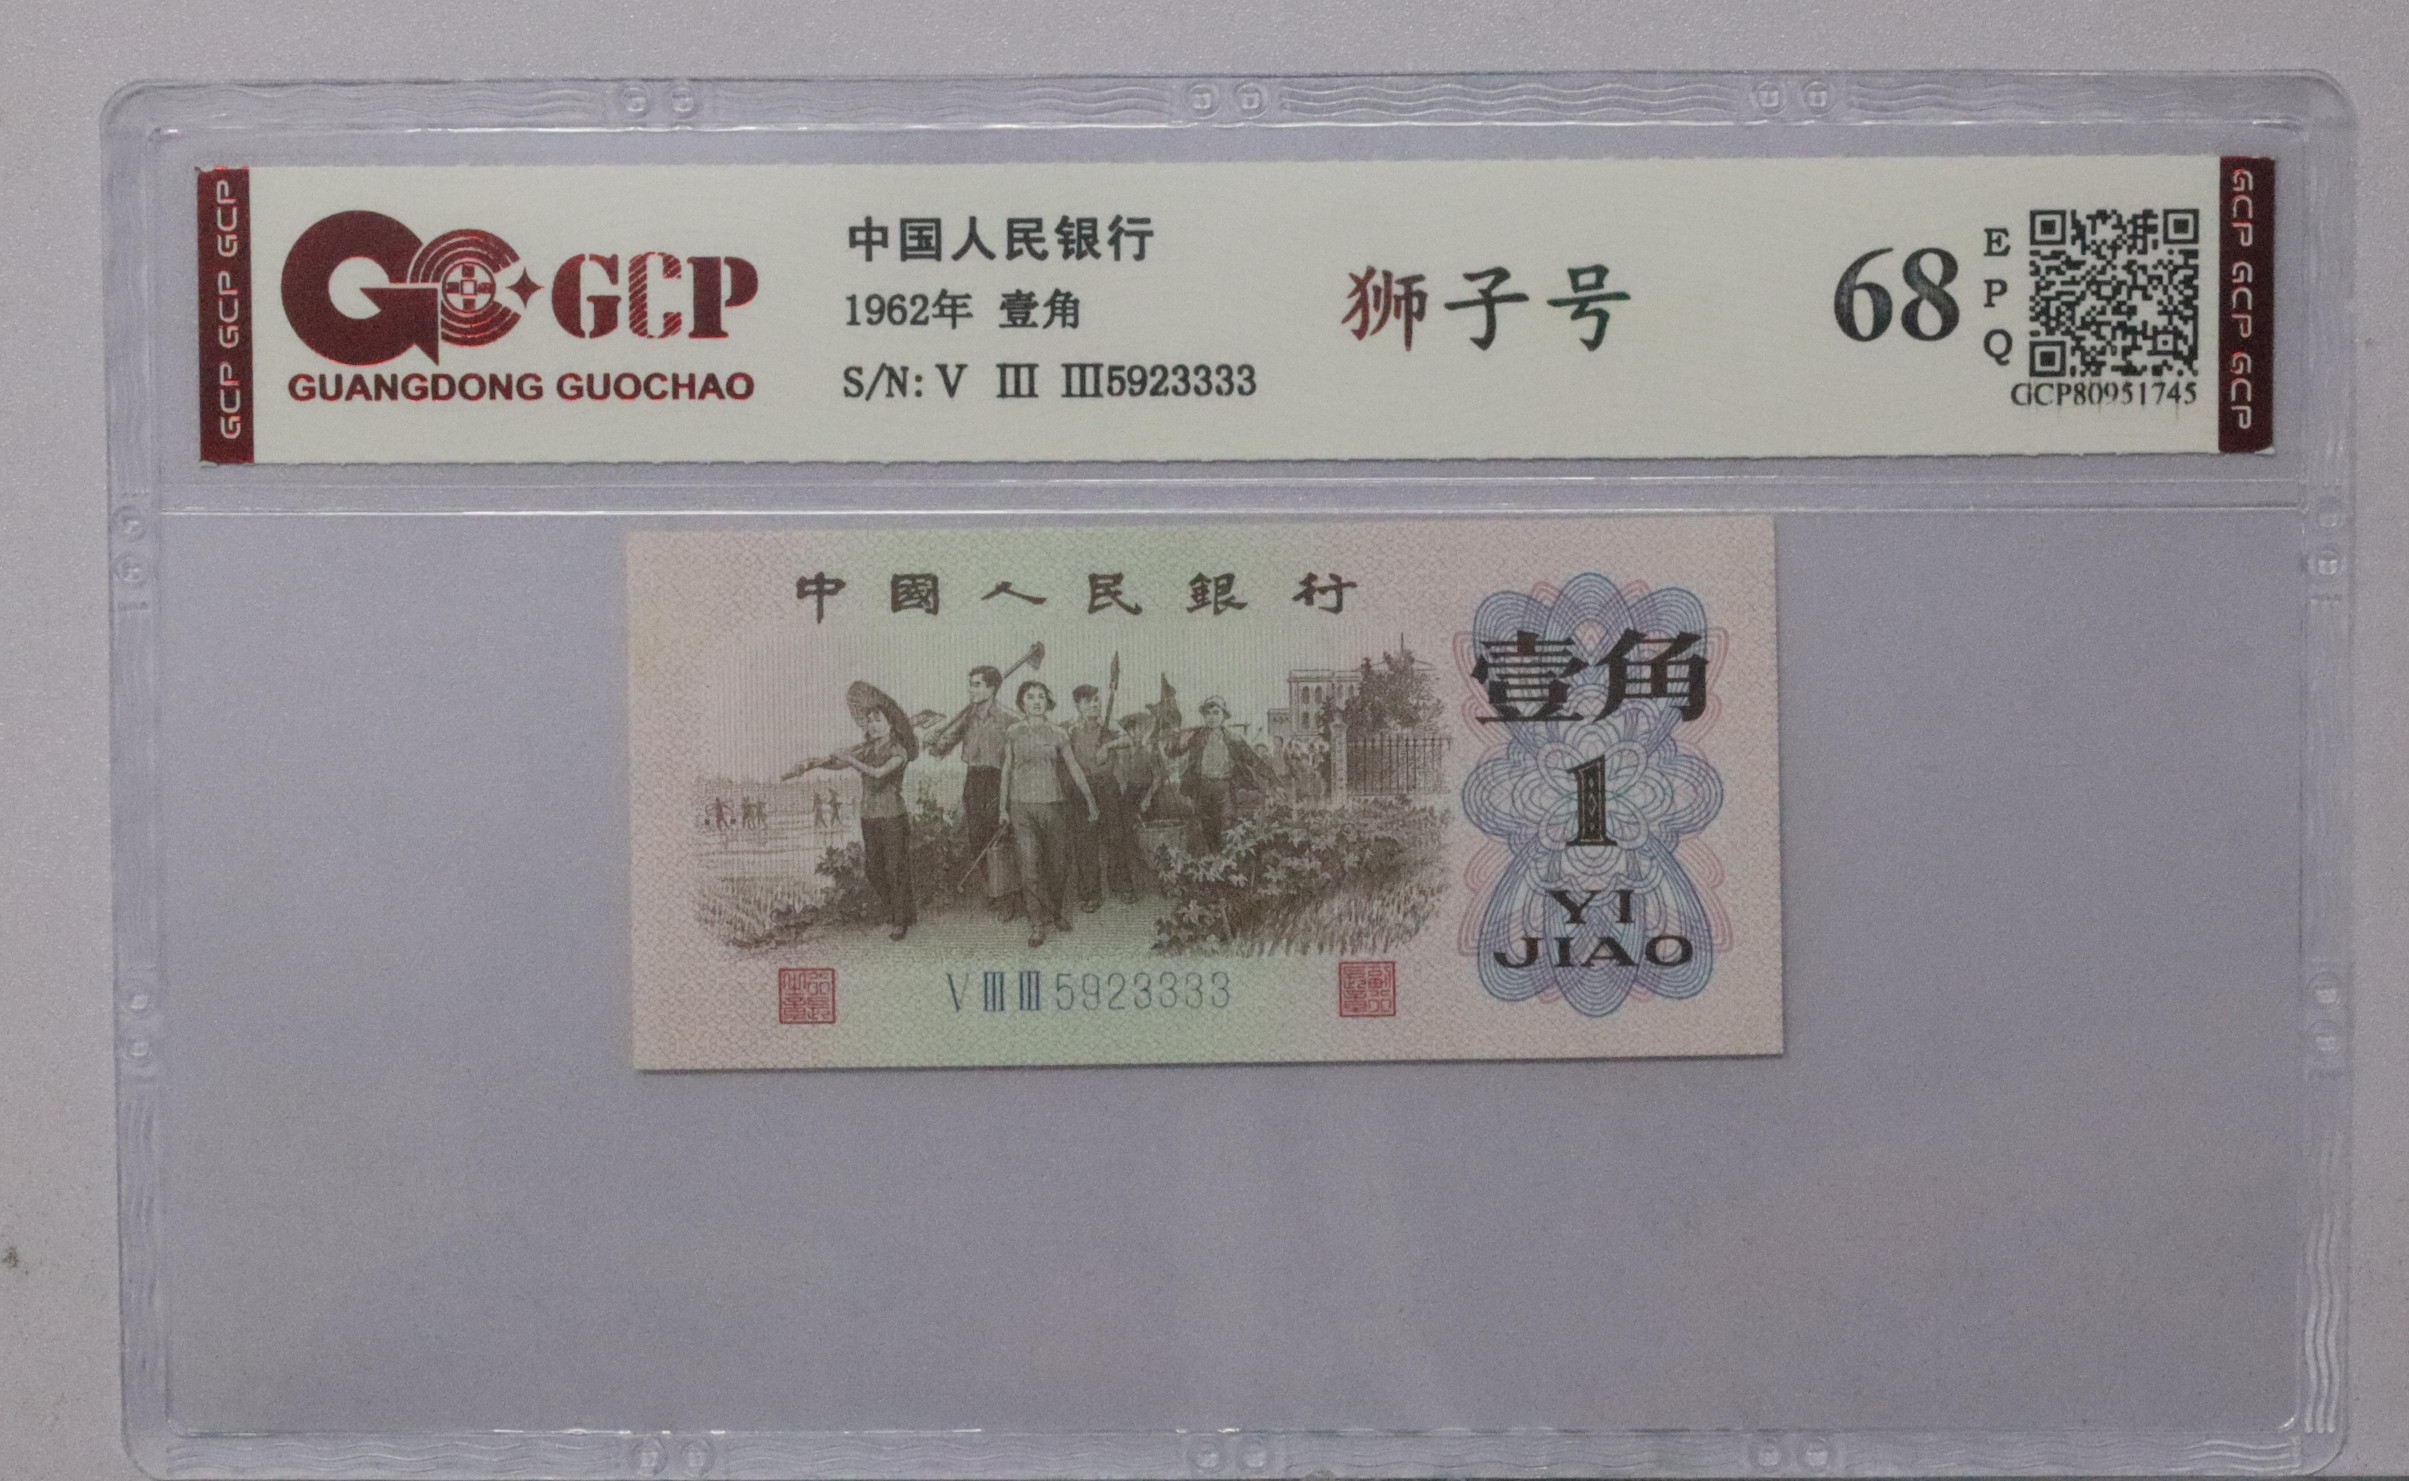 GCP GCP GCP
GCP
GUANGDONG GUOCHAO
中国人民银行
1962年 壹角
S/N: V Ⅲ Ⅲ5923333
狮子号
68
E
P
Q
GCP80951745
GCP GCP GCP
中國人民銀行
壹角
1
YI
JIAO
V Ⅲ Ⅲ 5923333